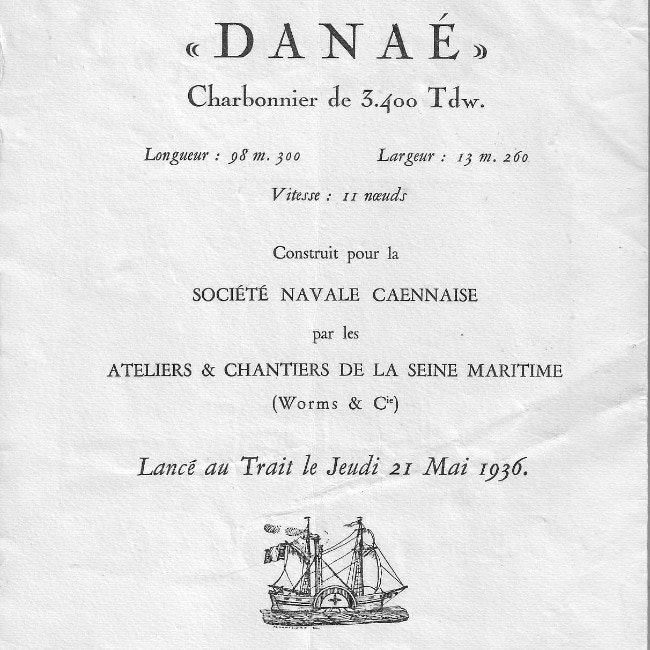 « DANAÉ »
Charbonnier de 3.400 Tdw.
Longueur : 98 m. 300 Largeur : 13 m. 260
Vitesse : 11 nœuds
Construit pour la
SOCIÉTÉ NAVALE CAENNAISE
par les
ATELIERS & CHANTIERS DE LA SEINE MARITIME
(Worms & Cie)
Lancé au Trait le Jeudi 21 Mai 1936.